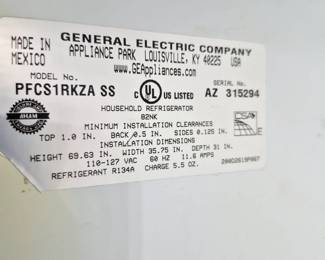 MADE IN
MEXICO
GENERAL ELECTRIC COMPANY
APPLIANCE PARK LOUISVILLE, KY 40225 USA
www.GEAppliances.com
MODEL NO.
PFCS1RKZA SS
C UL US LISTED
SERIAL NO.
AZ 315294
HOUSEHOLD REFRIGERATOR
82NK
MINIMUM INSTALLATION CLEARANCES
TOP 1.0 IN. BACK 0.5 IN. SIDES 0.125 IN.
INSTALLATION DIMENSIONS
HEIGHT 69.63 IN. WIDTH 35.75 IN. DEPTH 31 IN.
110-127 VAC 60 HZ 11.6 AMPS
REFRIGERANT R134A CHARGE 5.5 OZ.
AHAM